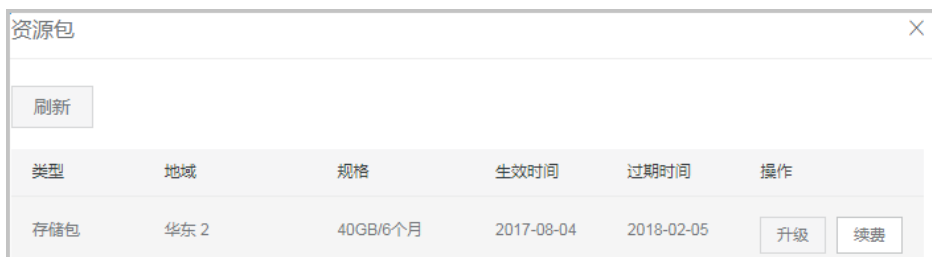 资源包
刷新
类型 地域 规格 生效时间 过期时间 操作
存储包 华东 2 40GB/6个月 2017-08-04 2018-02-05 升级 续费